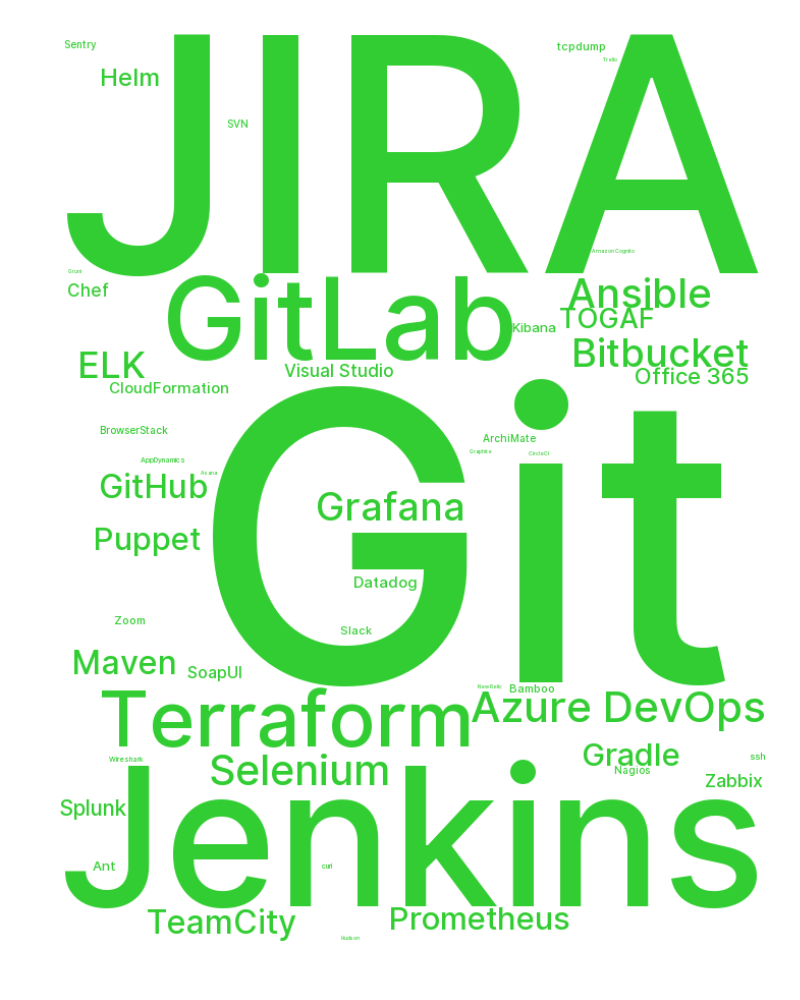 Sentry
tcpdump
Trello
Helm
SVN
JIRA
Amazon Cognito
Grunt
Chef
GitLab
Ansible
TOGAF
Kibana
Bitbucket
ELK
Visual Studio
Office 365
CloudFormation
BrowserStack
ArchiMate
Graphite
CircleCI
AppDynamics
Asana
GitHub
Git
Grafana
Puppet
Datadog
Zoom
Slack
Maven
SoapUI
New Relic
Bamboo
Terraform
Azure DevOps
Wireshark
Gradle
ssh
Selenium
Nagios
Zabbix
Splunk
Jenkins
Ant
curl
TeamCity
Prometheus
Hudson